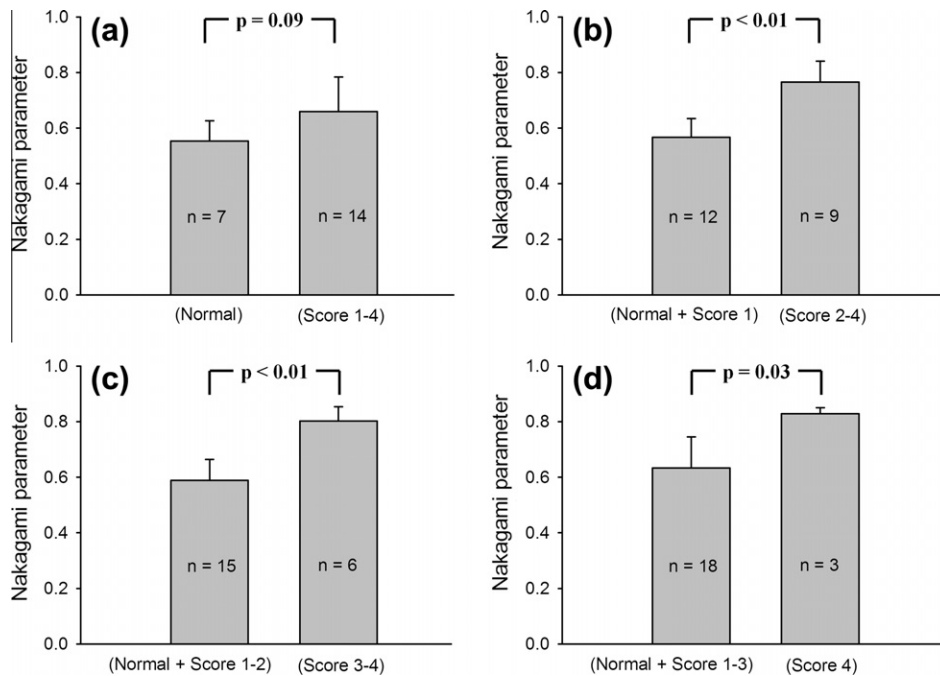 (a)
p = 0.09
Nakagami parameter
1.0
0.8
0.6
0.4
0.2
0.0
n = 7
n = 14
(Normal)
(Score 1-4)
(b)
p < 0.01
Nakagami parameter
1.0
0.8
0.6
0.4
0.2
0.0
n = 12
n = 9
(Normal + Score 1)
(Score 2-4)
(c)
p < 0.01
Nakagami parameter
1.0
0.8
0.6
0.4
0.2
0.0
n = 15
n = 6
(Normal + Score 1-2)
(Score 3-4)
(d)
p = 0.03
Nakagami parameter
1.0
0.8
0.6
0.4
0.2
0.0
n = 18
n = 3
(Normal + Score 1-3)
(Score 4)